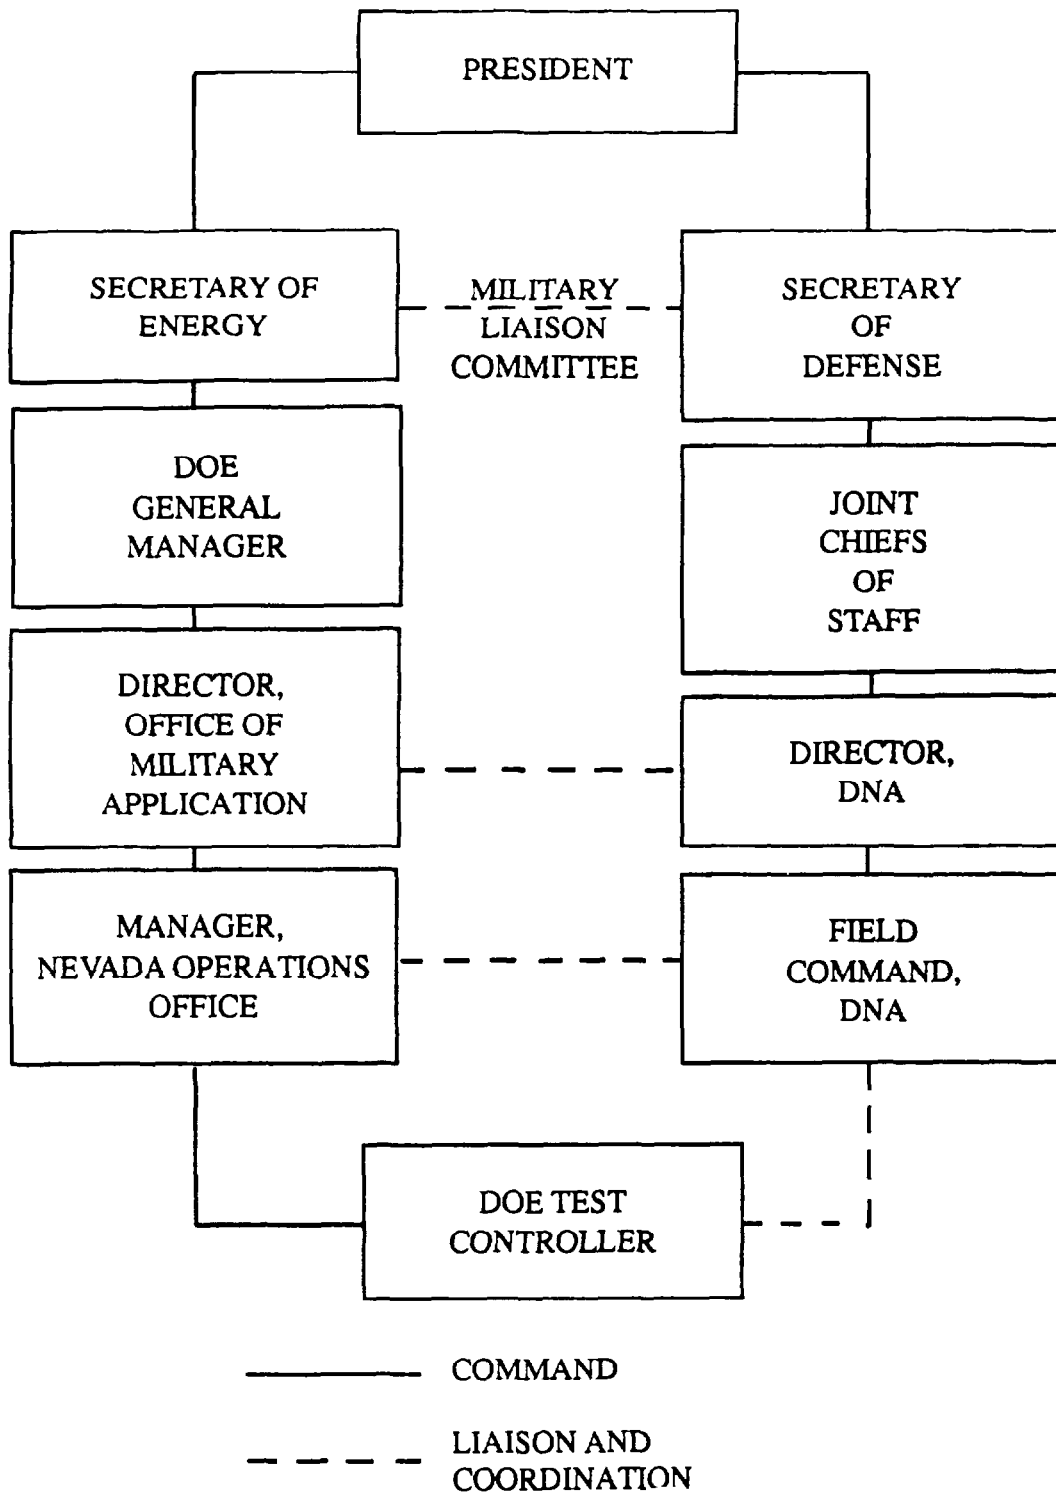 PRESIDENT
SECRETARY OF
ENERGY
MILITARY
LIAISON
COMMITTEE
SECRETARY
OF
DEFENSE
DOE
GENERAL
MANAGER
JOINT
CHIEFS
OF
STAFF
DIRECTOR,
OFFICE OF
MILITARY
APPLICATION
DIRECTOR,
DNA
MANAGER,
NEVADA OPERATIONS
OFFICE
FIELD
COMMAND,
DNA
DOE TEST
CONTROLLER
COMMAND
LIAISON AND
COORDINATION